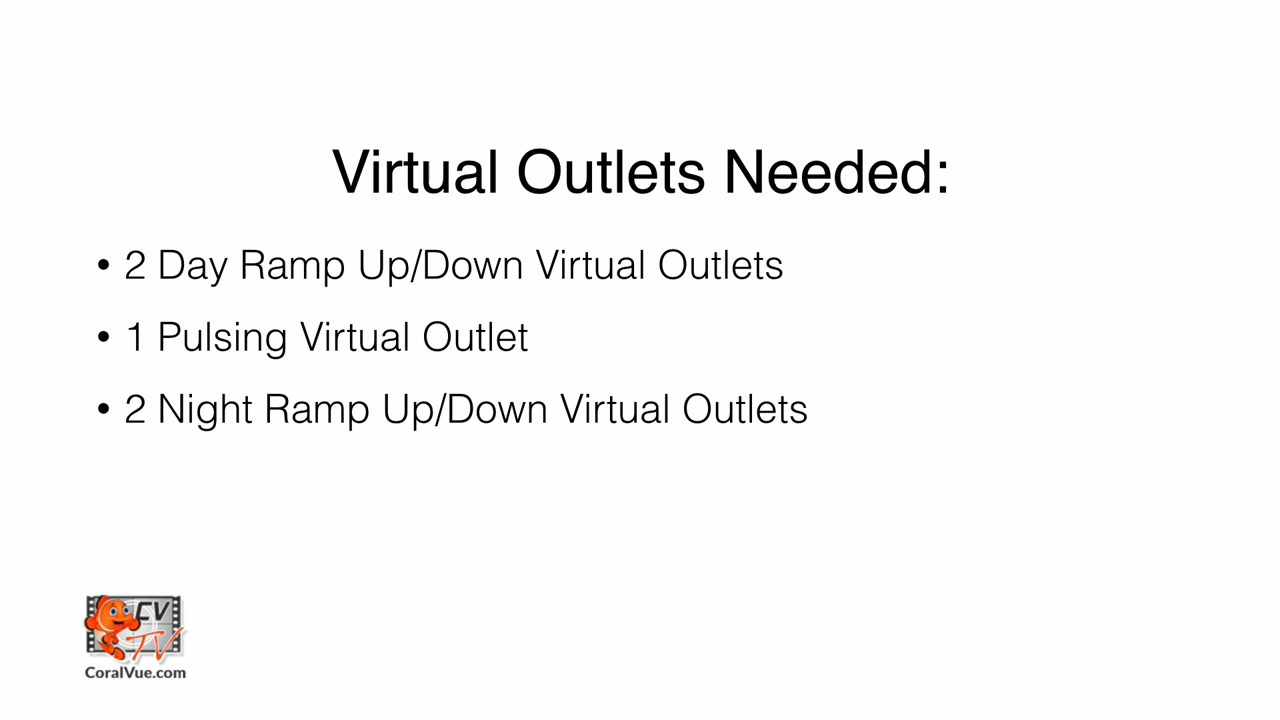 Virtual Outlets Needed:
• 2 Day Ramp Up/Down Virtual Outlets
• 1 Pulsing Virtual Outlet
• 2 Night Ramp Up/Down Virtual Outlets
CV
TV
CoralVue.com